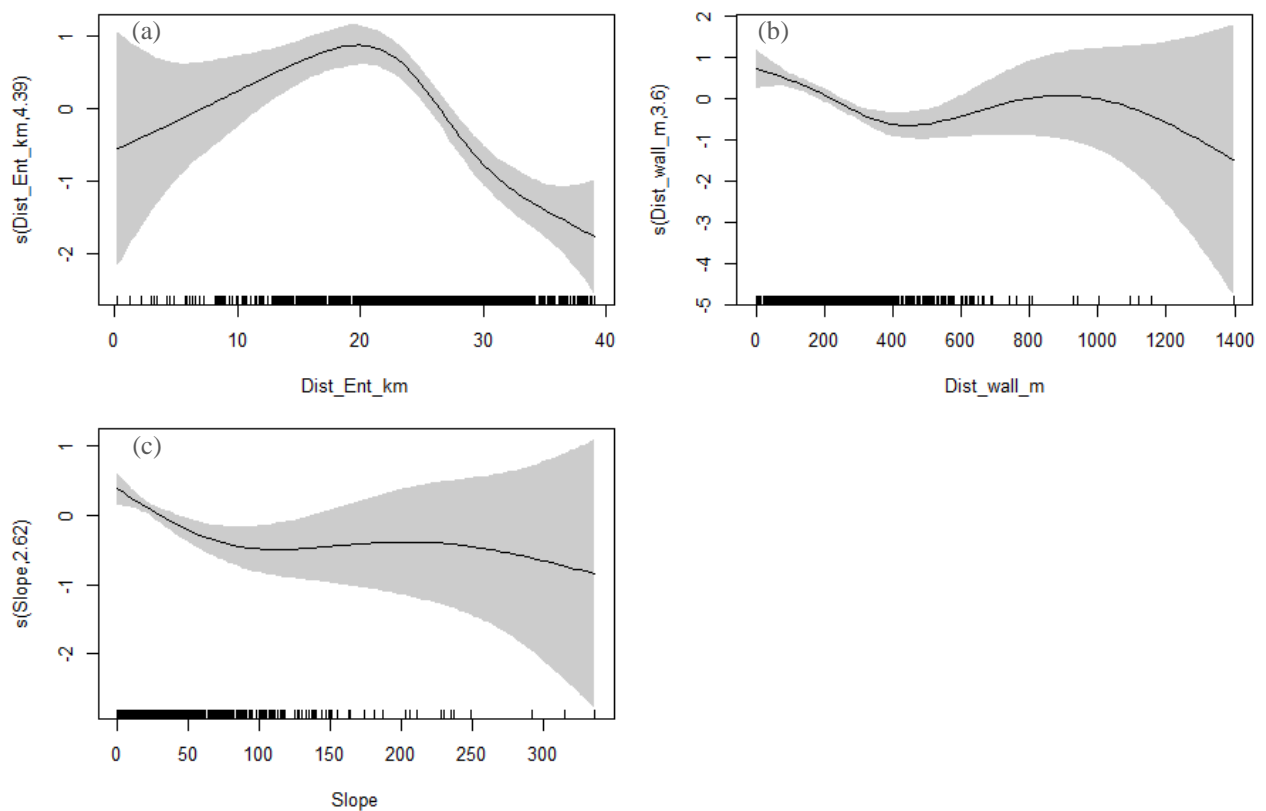 (a)
s(Dist_Ent_km,4.39)
1
0
-1
-2
0 10 20 30 40
Dist_Ent_km
(b)
s(Dist_wall_m,3.6)
2
1
0
-1
-2
-3
-4
-5
0 200 400 600 800 1000 1200 1400
Dist_wall_m
(c)
s(Slope,2.62)
1
0
-1
-2
0 50 100 150 200 250 300
Slope